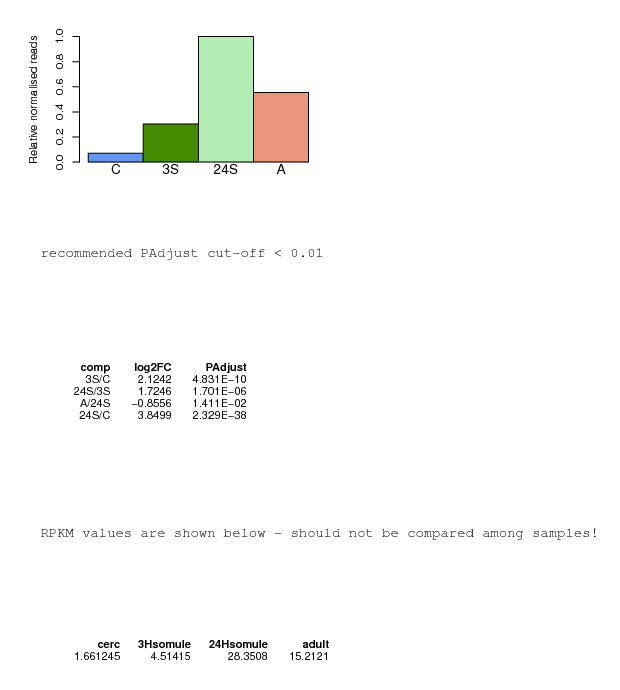 Relative normalised reads
1.0
0.8
0.6
0.4
0.2
0.0
C 3S 24S A
recommended PAdjust cut-off < 0.01
comp log2FC PAdjust
3S/C 2.1242 4.831E−10
24S/3S 1.7246 1.701E−06
A/24S −0.8556 1.411E−02
24S/C 3.8499 2.329E−38
RPKM values are shown below - should not be compared among samples!
cerc 3Hsomule 24Hsomule adult
1.661245 4.51415 28.3508 15.2121